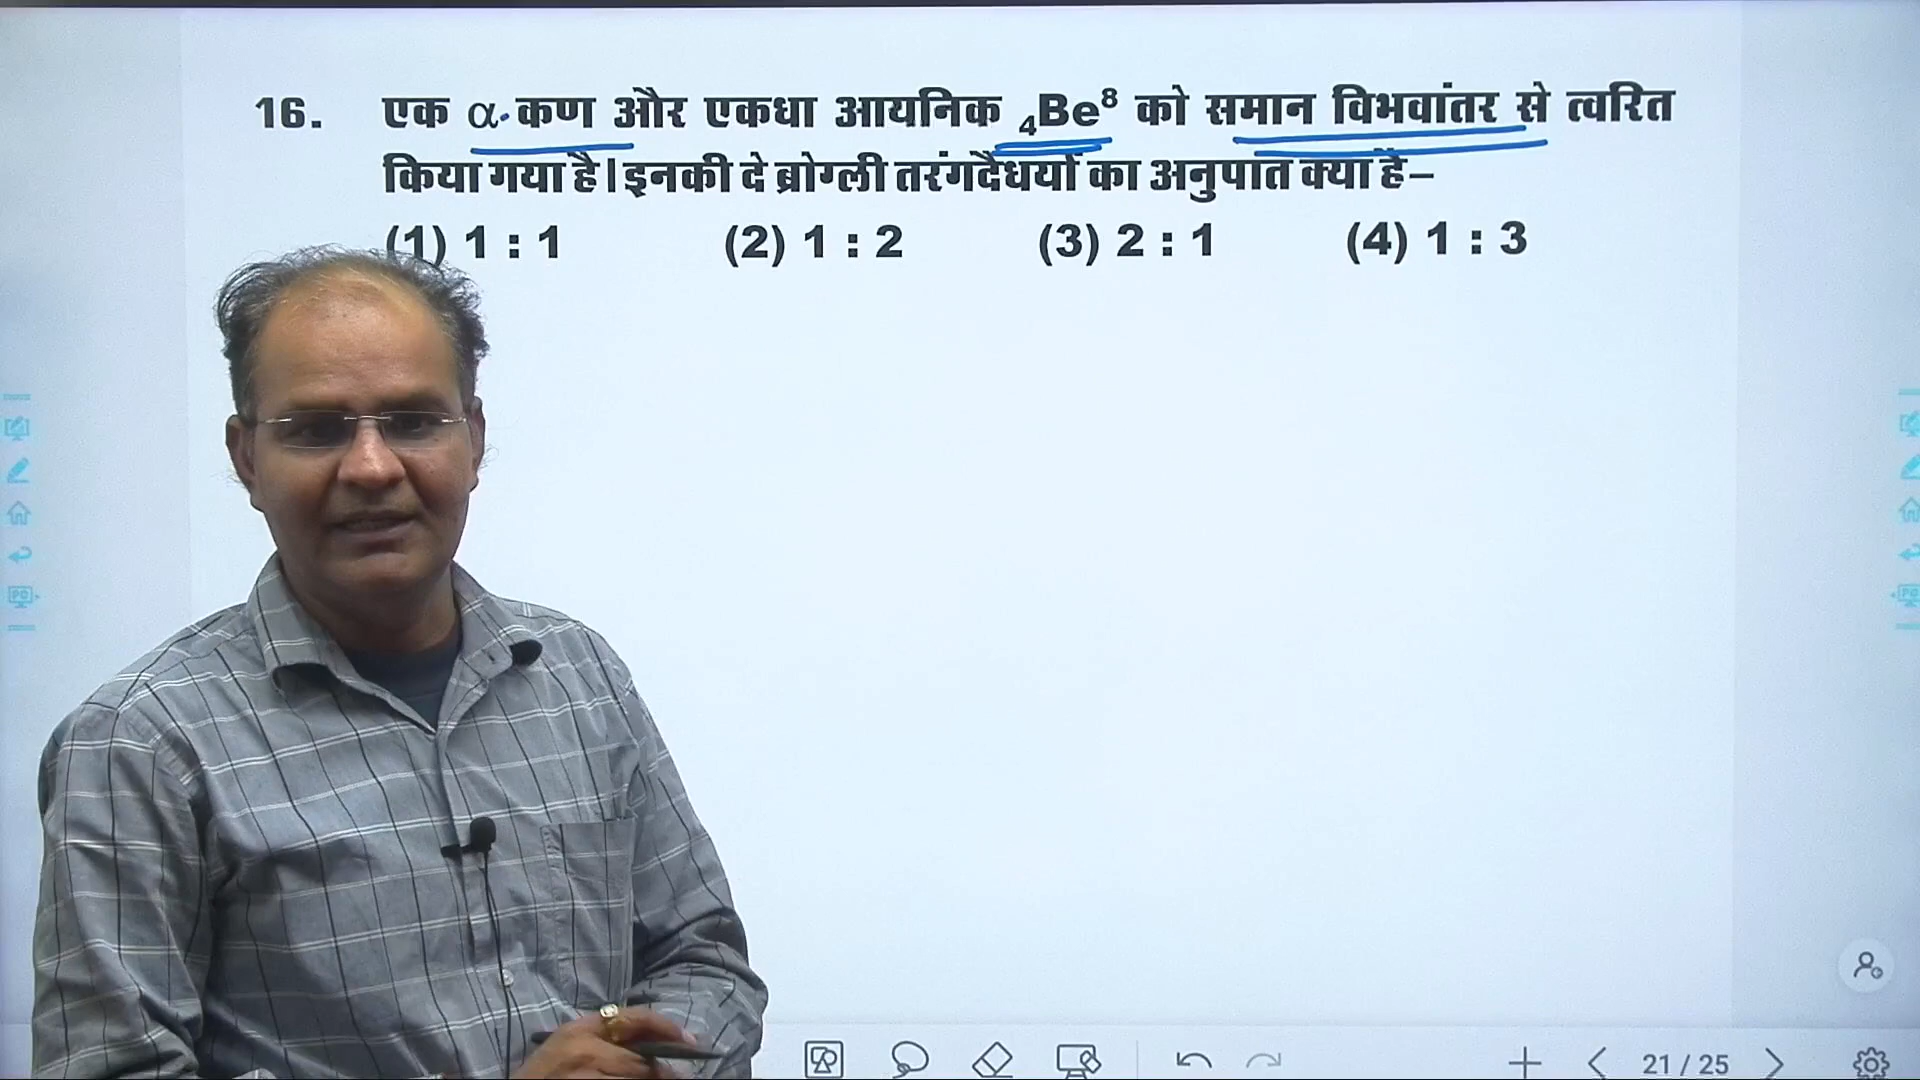 16. एक α-कण और एकधा आयनिक ₄Be⁸ को समान विभवांतर से त्वरित
किया गया है। इनकी दे ब्रोग्ली तरंगदैधर्यो का अनुपात क्या है–
(1) 1 : 1 (2) 1 : 2 (3) 2 : 1 (4) 1 : 3
21 / 25